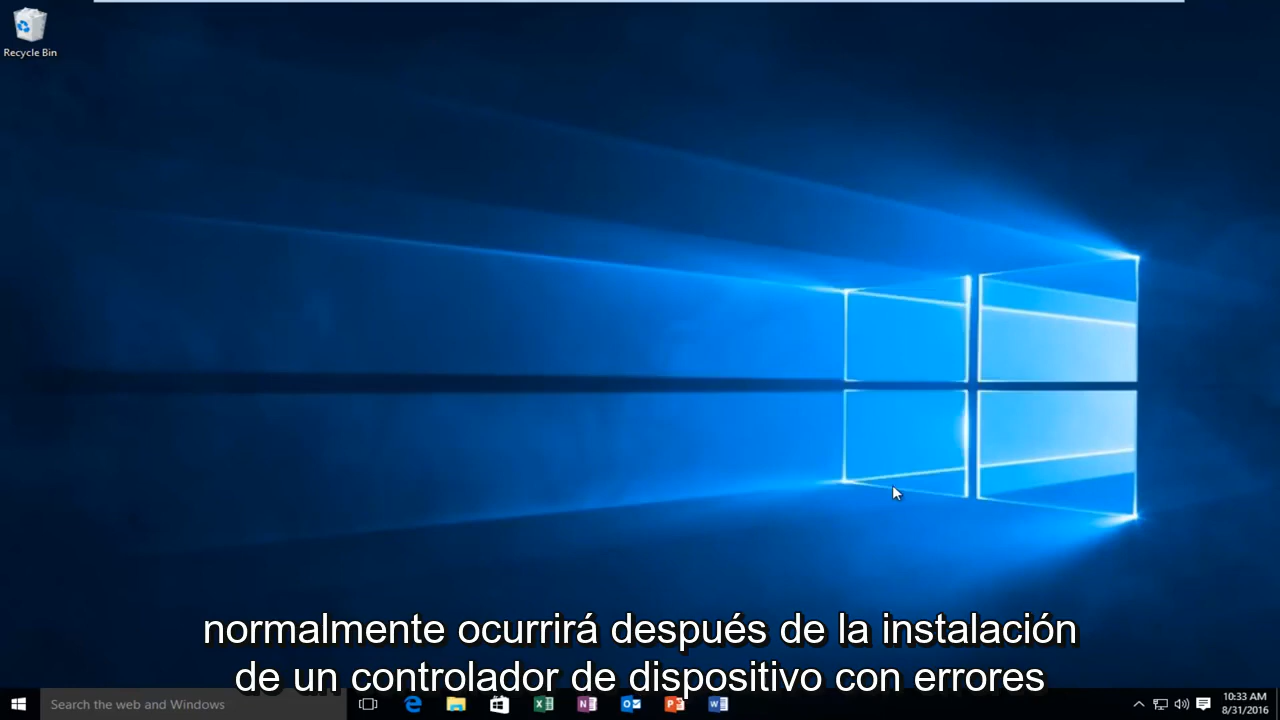 Recycle Bin
normalmente ocurrirá después de la instalación
de un controlador de dispositivo con errores
Search the web and Windows
10:33 AM
8/31/2016